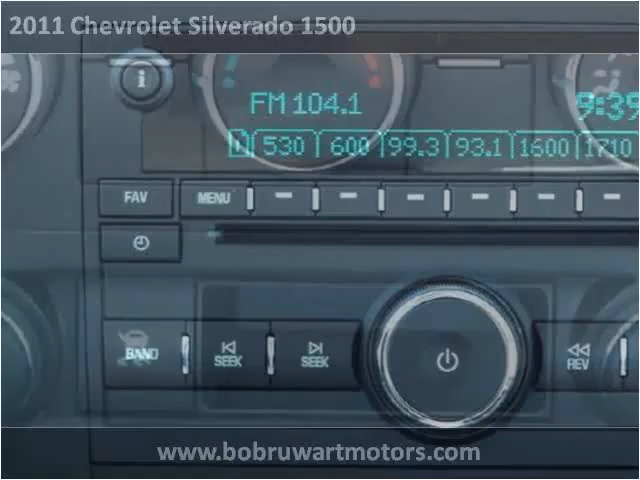 2011 Chevrolet Silverado 1500
i
FM 104.1
9:39
530 600 99.3 93.1 1600 1710
FAV MENU
BAND SEEK SEEK REV
www.bobruwartmotors.com